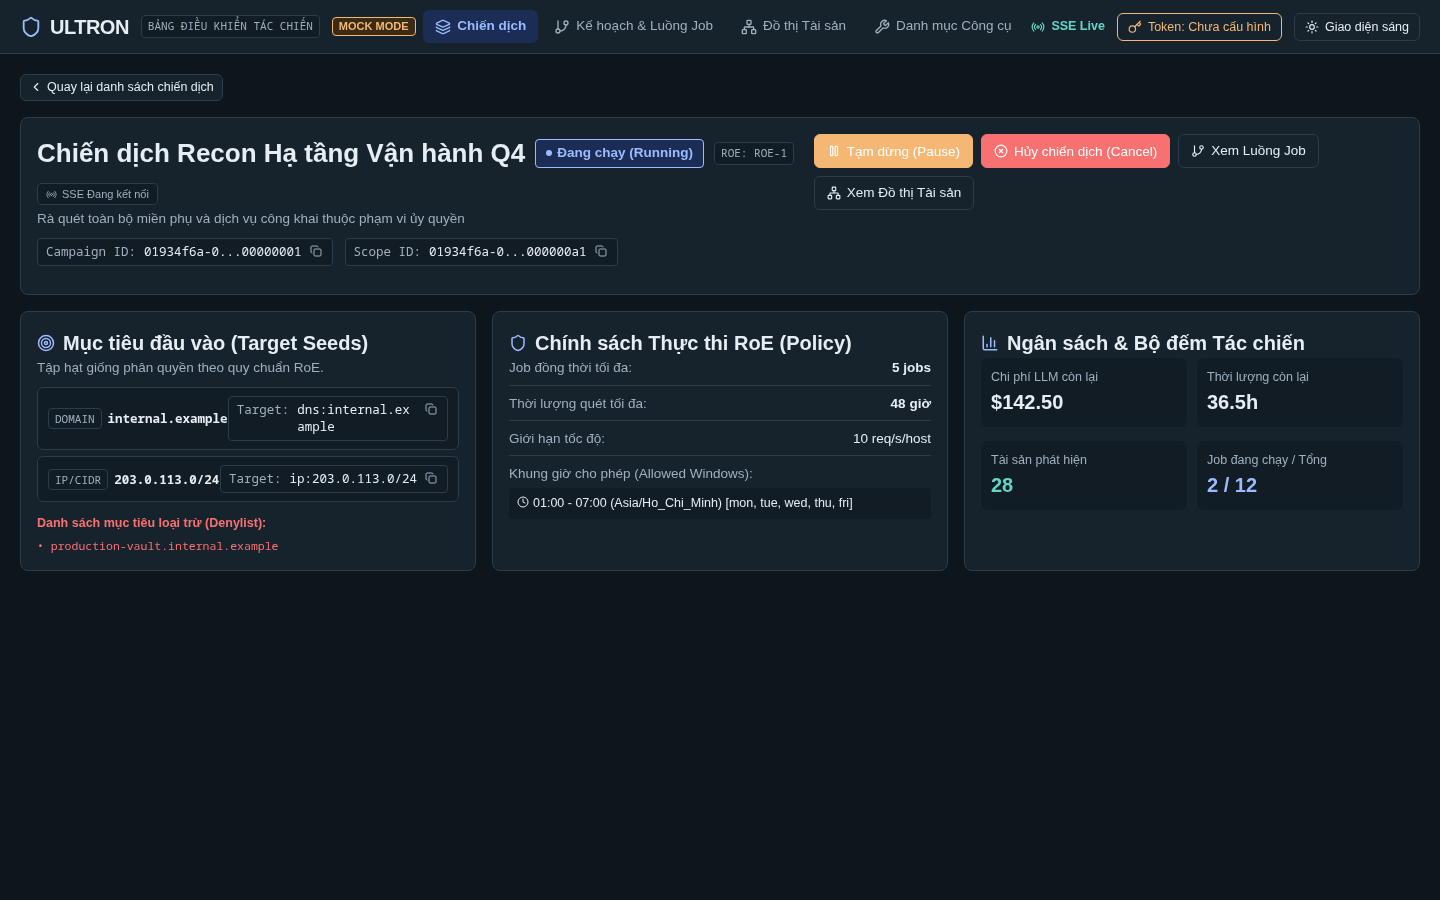 ULTRON
BẢNG ĐIỀU KHIỂN TÁC CHIẾN
MOCK MODE
Chiến dịch
Kế hoạch & Luồng Job
Đồ thị Tài sản
Danh mục Công cụ
SSE Live
Token: Chưa cấu hình
Giao diện sáng
Quay lại danh sách chiến dịch
Chiến dịch Recon Hạ tầng Vận hành Q4
Đang chạy (Running)
ROE: ROE-1
SSE Đang kết nối
Rà quét toàn bộ miền phụ và dịch vụ công khai thuộc phạm vi ủy quyền
Campaign ID: 01934f6a-0...00000001
Scope ID: 01934f6a-0...000000a1
Tạm dừng (Pause)
Hủy chiến dịch (Cancel)
Xem Luồng Job
Xem Đồ thị Tài sản
Mục tiêu đầu vào (Target Seeds)
Tập hạt giống phân quyền theo quy chuẩn RoE.
DOMAIN internal.example
Target: dns:internal.ex
ample
IP/CIDR 203.0.113.0/24
Target: ip:203.0.113.0/24
Danh sách mục tiêu loại trừ (Denylist):
• production-vault.internal.example
Chính sách Thực thi RoE (Policy)
Job đồng thời tối đa: 5 jobs
Thời lượng quét tối đa: 48 giờ
Giới hạn tốc độ: 10 req/s/host
Khung giờ cho phép (Allowed Windows):
01:00 - 07:00 (Asia/Ho_Chi_Minh) [mon, tue, wed, thu, fri]
Ngân sách & Bộ đếm Tác chiến
Chi phí LLM còn lại
$142.50
Thời lượng còn lại
36.5h
Tài sản phát hiện
28
Job đang chạy / Tổng
2 / 12